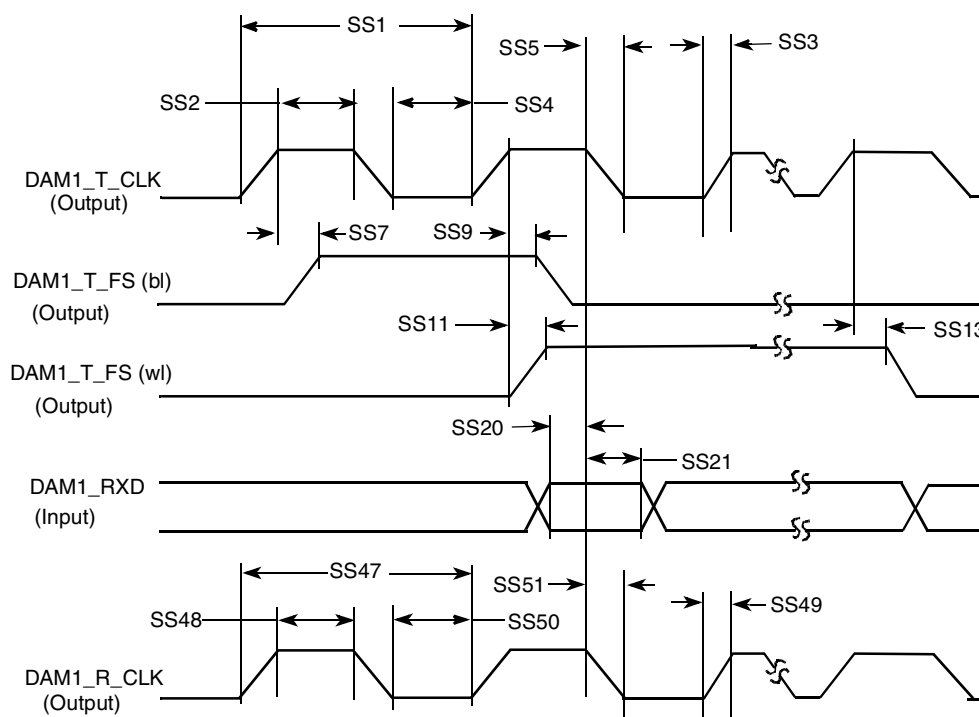 SS1
SS5
SS3
SS2
SS4
DAM1_T_CLK
(Output)
SS7
SS9
DAM1_T_FS (bl)
(Output)
SS11
SS13
DAM1_T_FS (wl)
(Output)
SS20
SS21
DAM1_RXD
(Input)
SS47
SS51
SS49
SS48
SS50
DAM1_R_CLK
(Output)